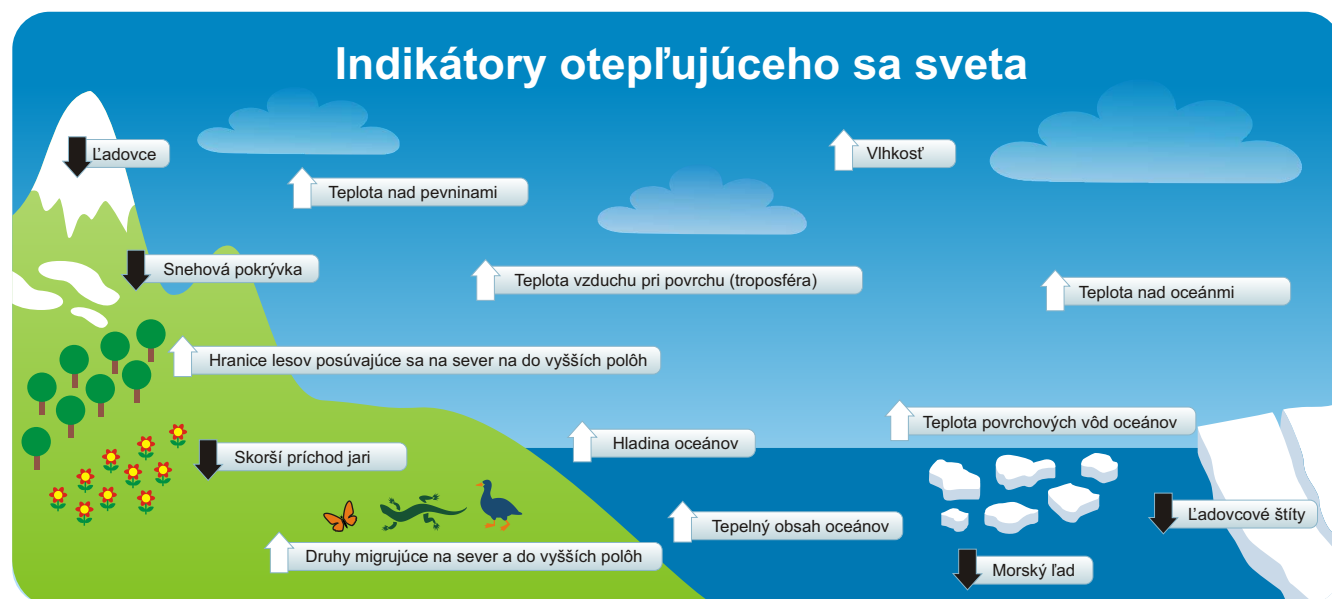 Indikátory otepľujúceho sa sveta
Ľadovce
Vlhkosť
Teplota nad pevninami
Snehová pokrývka
Teplota vzduchu pri povrchu (troposféra)
Teplota nad oceánmi
Hranice lesov posúvajúce sa na sever na do vyšších polôh
Teplota povrchových vôd oceánov
Hladina oceánov
Skorší príchod jari
Ľadovcové štíty
Tepelný obsah oceánov
Druhy migrujúce na sever a do vyšších polôh
Morský ľad